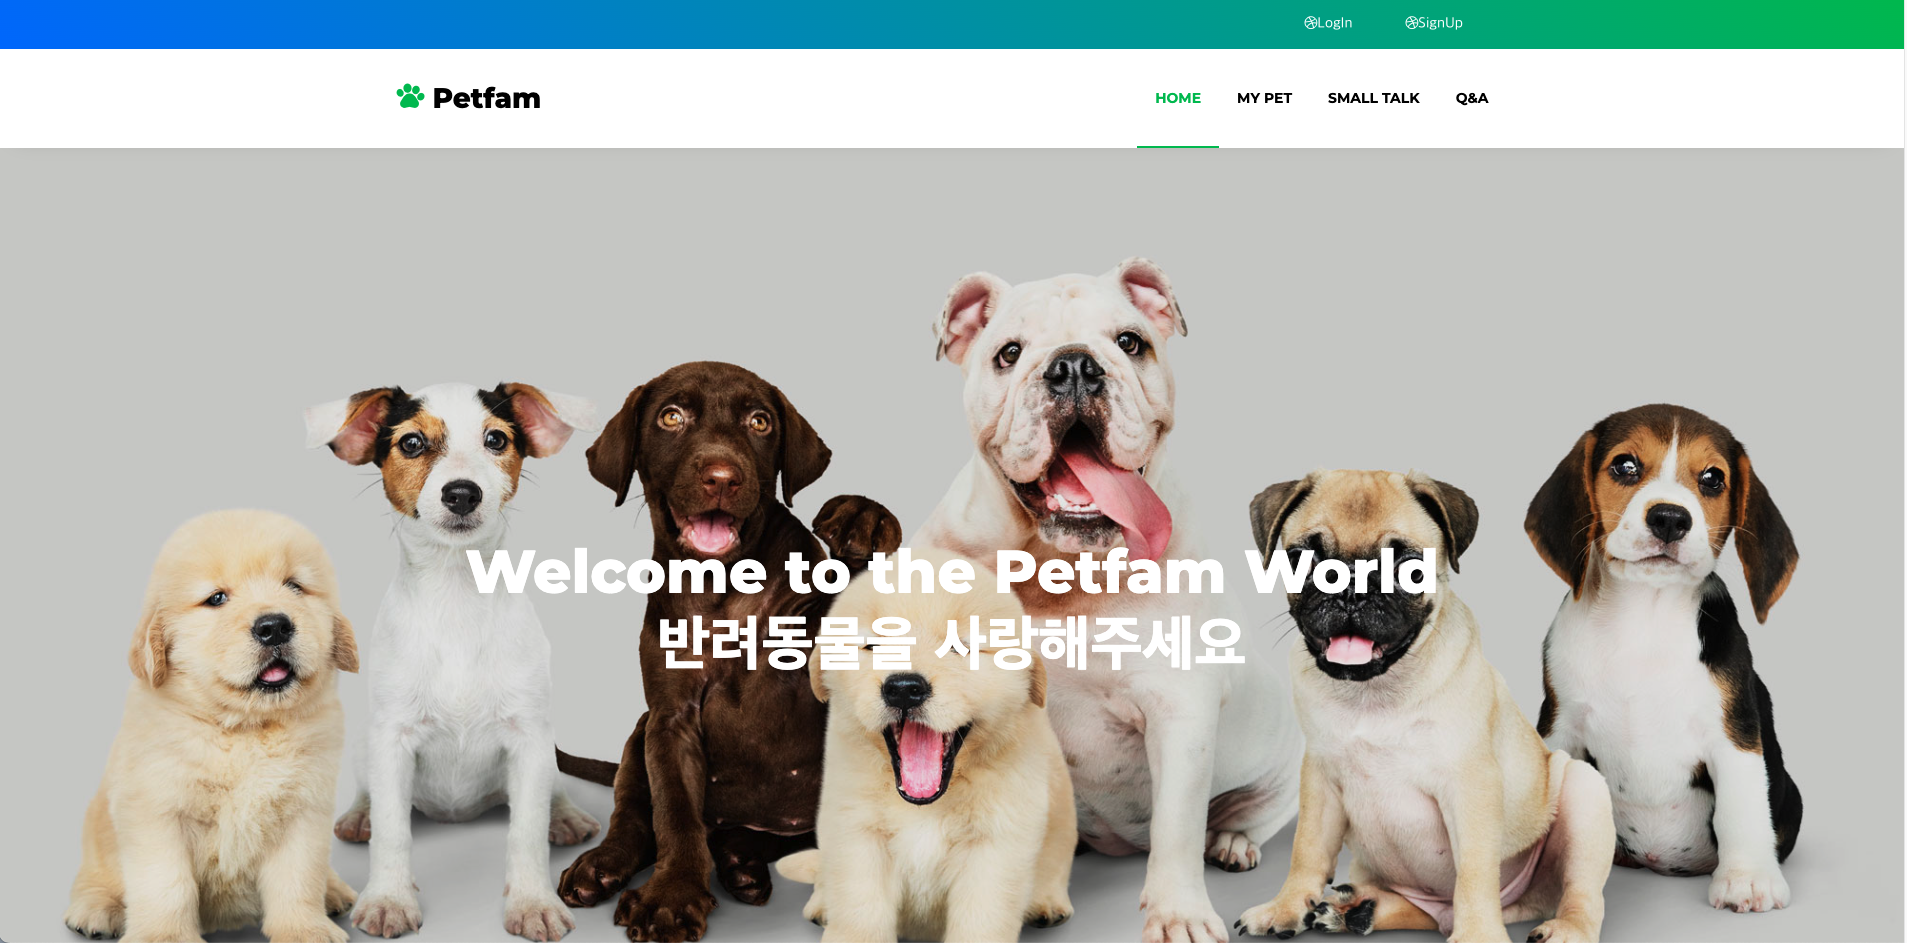 LogIn SignUp
Petfam HOME MY PET SMALL TALK Q&A
Welcome to the Petfam World
반려동물을 사랑해주세요